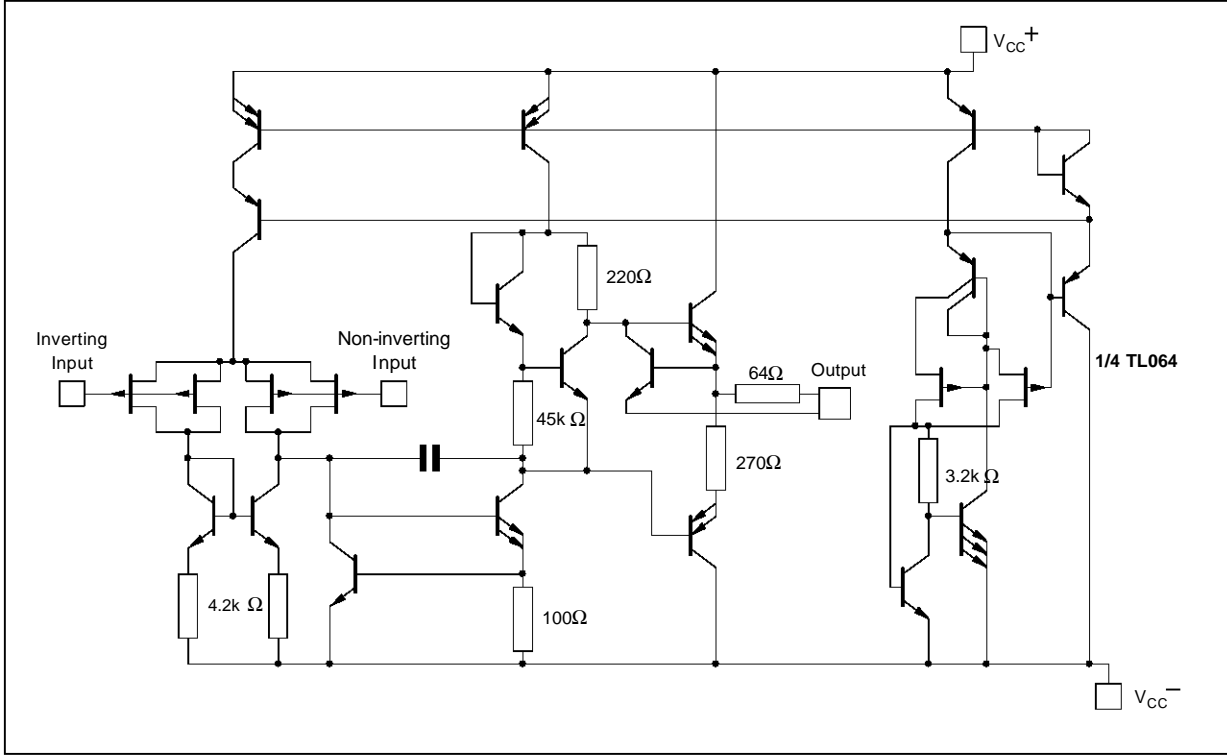 VCC+
220Ω
Inverting
Input
Non-inverting
Input
64Ω
Output
1/4 TL064
45k Ω
270Ω
3.2k Ω
4.2k Ω
100Ω
VCC−